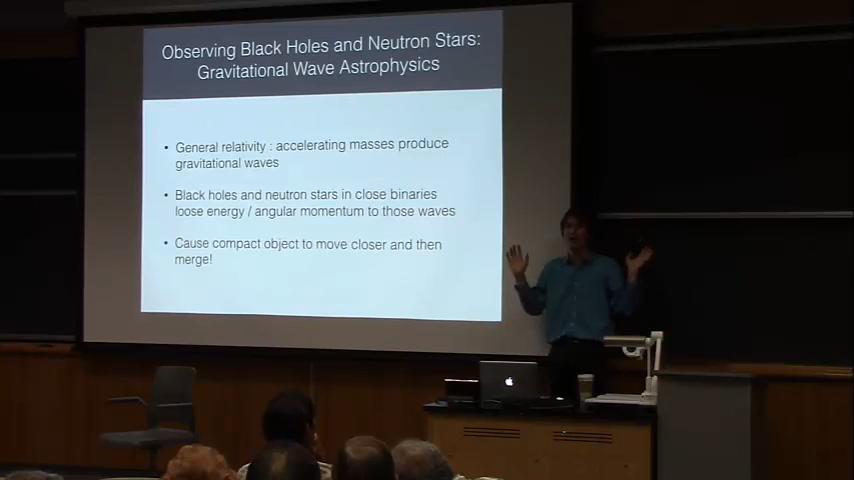 Observing Black Holes and Neutron Stars:
Gravitational Wave Astrophysics
• General relativity : accelerating masses produce
gravitational waves
• Black holes and neutron stars in close binaries
loose energy / angular momentum to those waves
• Cause compact object to move closer and then
merge!